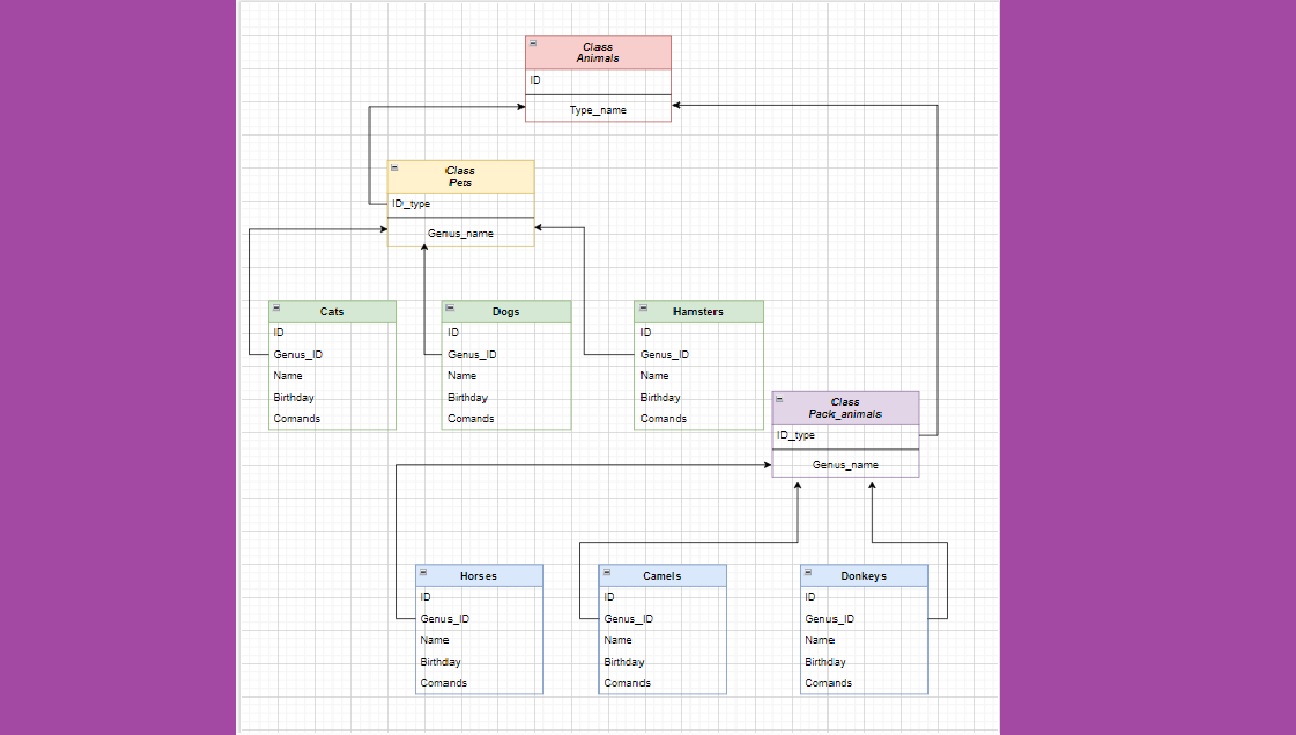 Class
Animals
ID
Type_name
Class
Pets
ID_type
Genus_name
Cats
ID
Genus_ID
Name
Birthday
Comands
Dogs
ID
Genus_ID
Name
Birthday
Comands
Hamsters
ID
Genus_ID
Name
Birthday
Comands
Class
Pack_animals
ID_type
Genus_name
Horses
ID
Genus_ID
Name
Birthday
Comands
Camels
ID
Genus_ID
Name
Birthday
Comands
Donkeys
ID
Genus_ID
Name
Birthday
Comands